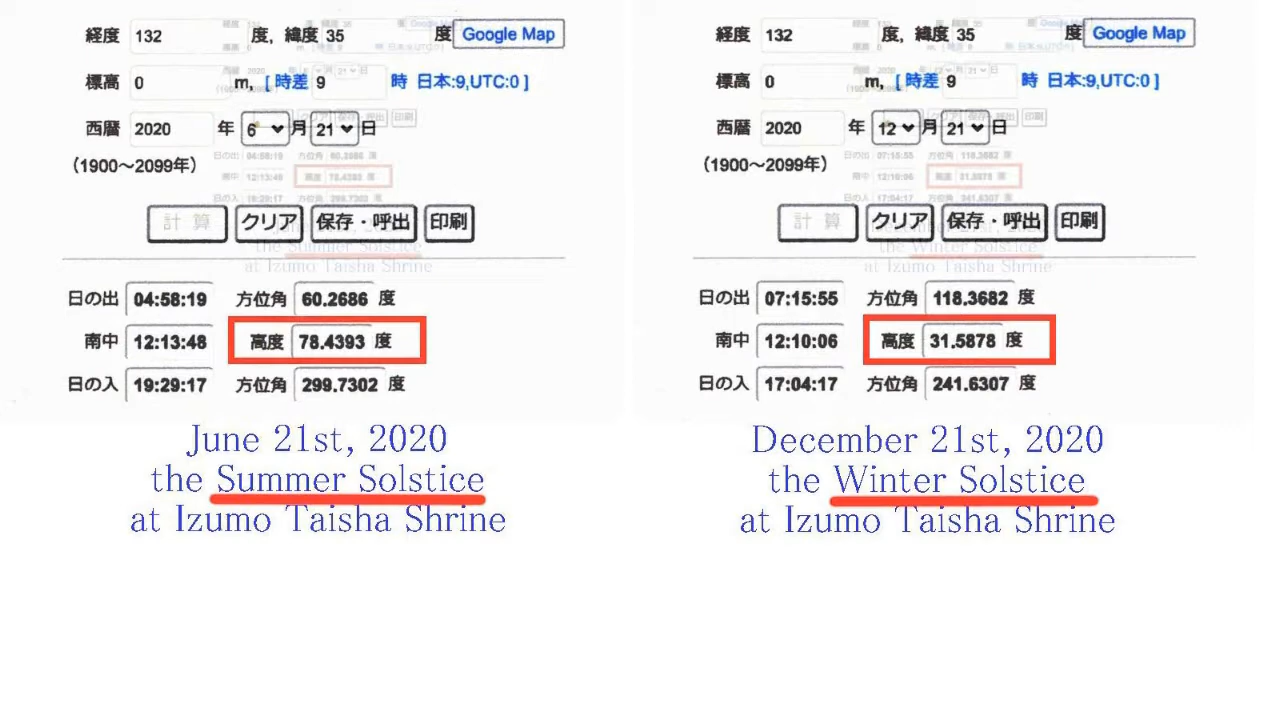 経度 132 度, 緯度 35 度 Google Map
標高 0 m, [ 時差 9 時 日本:9,UTC:0 ]
西暦 2020 年 6 月 21 日
(1900〜2099年)
計 算 クリア 保存・呼出 印刷
日の出 04:58:19 方位角 60.2686 度
南中 12:13:48 高度 78.4393 度
日の入 19:29:17 方位角 299.7302 度
June 21st, 2020
the Summer Solstice
at Izumo Taisha Shrine
経度 132 度, 緯度 35 度 Google Map
標高 0 m, [ 時差 9 時 日本:9,UTC:0 ]
西暦 2020 年 12 月 21 日
(1900〜2099年)
計 算 クリア 保存・呼出 印刷
日の出 07:15:55 方位角 118.3682 度
南中 12:10:06 高度 31.5878 度
日の入 17:04:17 方位角 241.6307 度
December 21st, 2020
the Winter Solstice
at Izumo Taisha Shrine